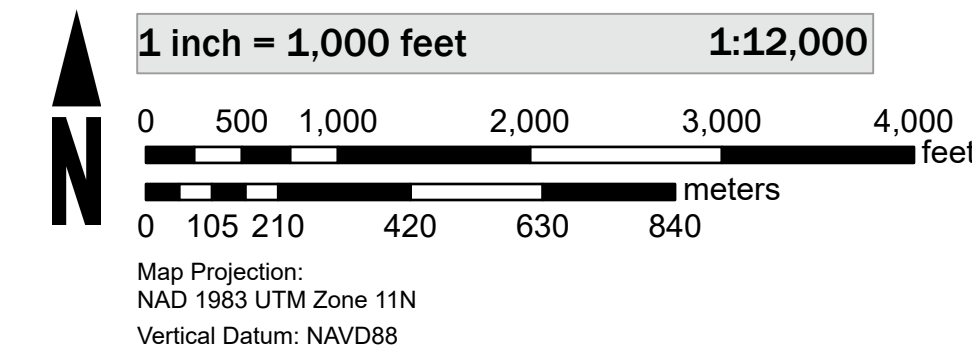 1 inch = 1,000 feet 1:12,000
0 500 1,000 2,000 3,000 4,000
feet
N
meters
0 105 210 420 630 840
Map Projection:
NAD 1983 UTM Zone 11N
Vertical Datum: NAVD88